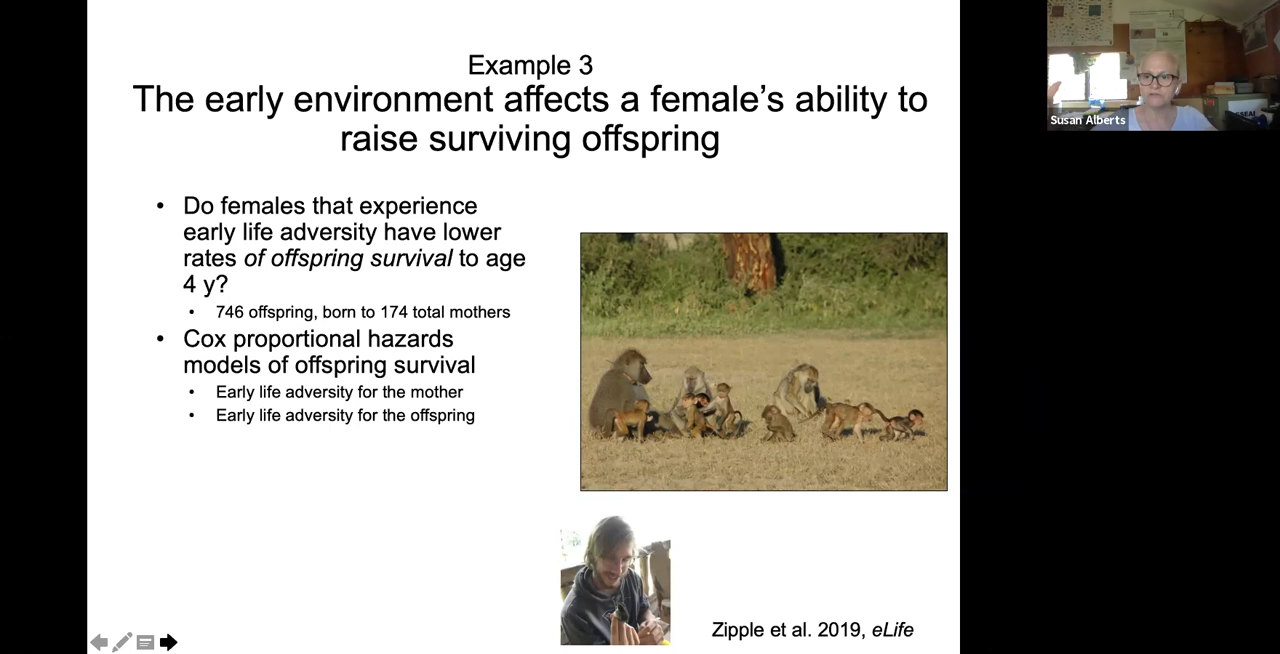 Example 3
The early environment affects a female's ability to
raise surviving offspring
• Do females that experience
early life adversity have lower
rates of offspring survival to age
4 y?
• 746 offspring, born to 174 total mothers
• Cox proportional hazards
models of offspring survival
• Early life adversity for the mother
• Early life adversity for the offspring
Zipple et al. 2019, eLife
Susan Alberts